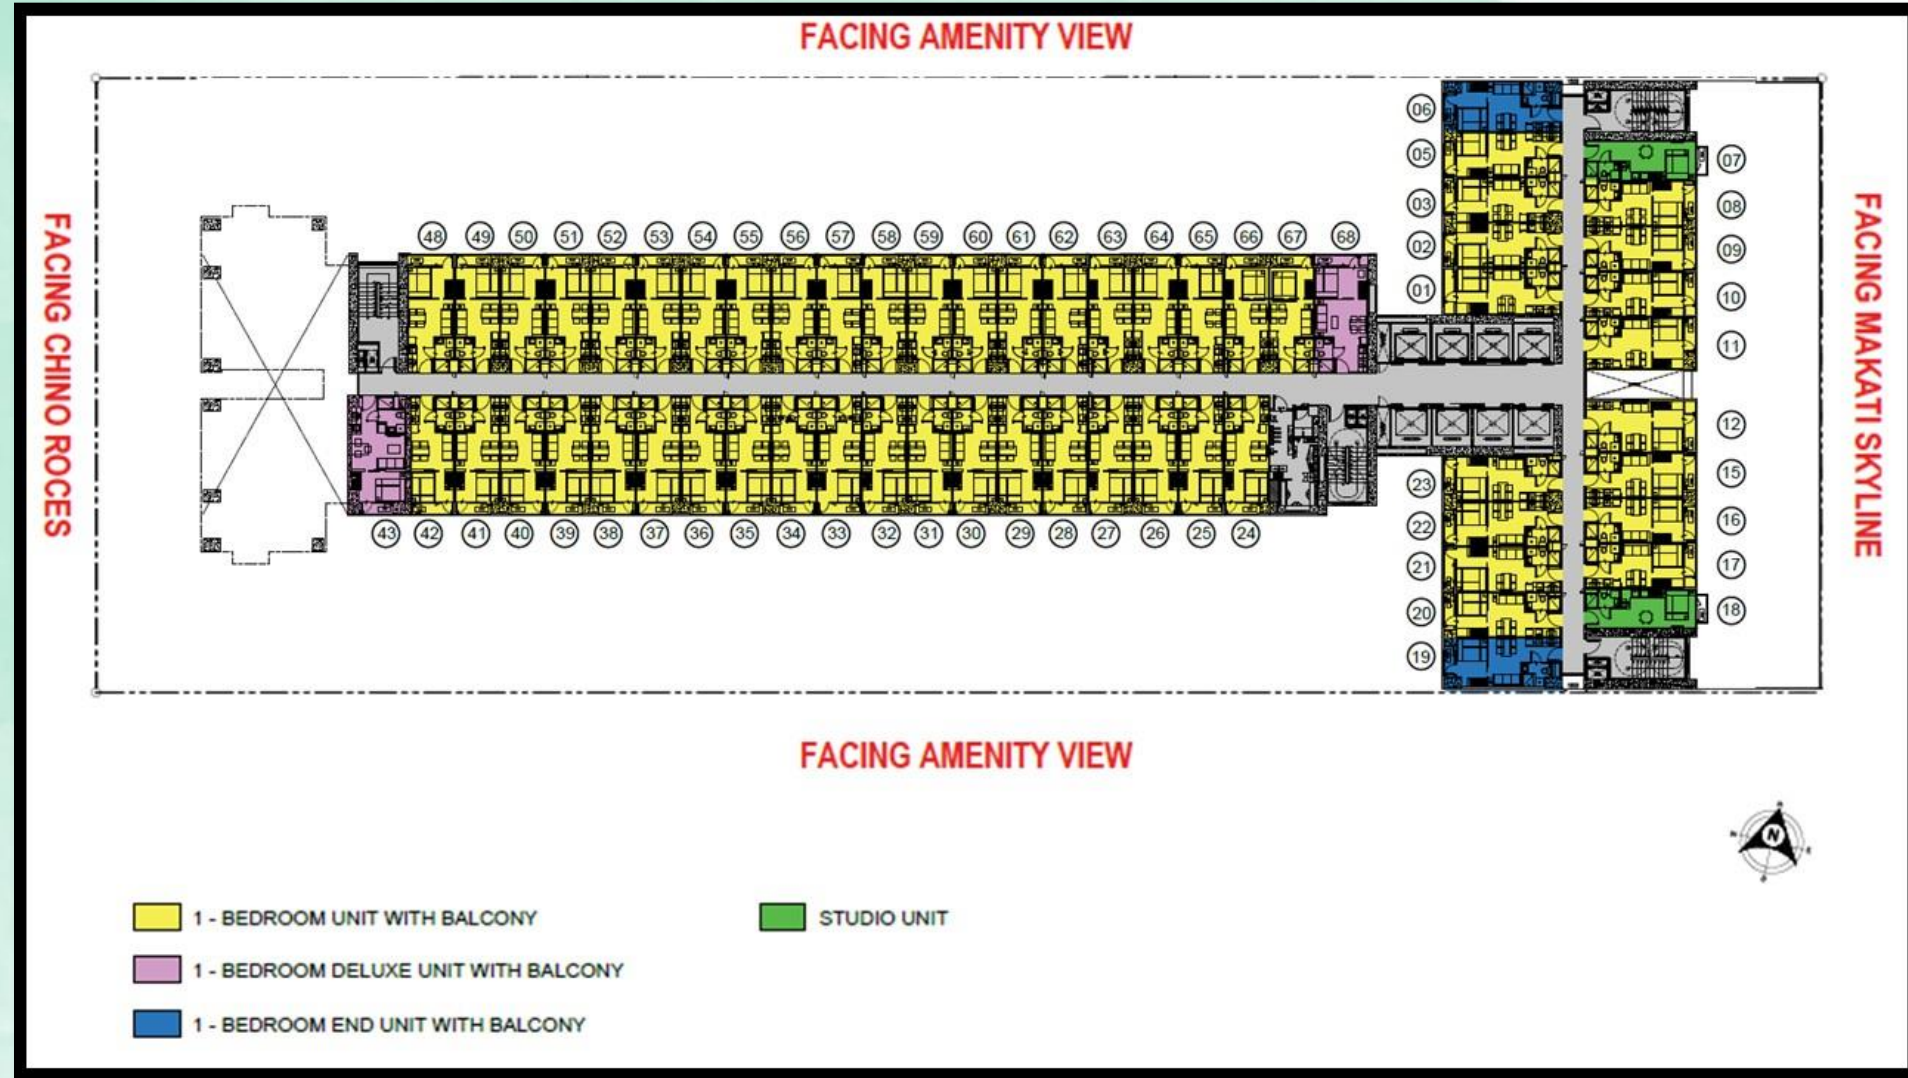 FACING AMENITY VIEW
FACING CHINO ROCES
FACING MAKATI SKYLINE
06
05
03
02
01
07
08
09
10
11
48 49 50 51 52 53 54 55 56 57 58 59 60 61 62 63 64 65 66 67 68
43 42 41 40 39 38 37 36 35 34 33 32 31 30 29 28 27 26 25 24
23
22
21
20
19
12
15
16
17
18
FACING AMENITY VIEW
N
1 - BEDROOM UNIT WITH BALCONY
STUDIO UNIT
1 - BEDROOM DELUXE UNIT WITH BALCONY
1 - BEDROOM END UNIT WITH BALCONY